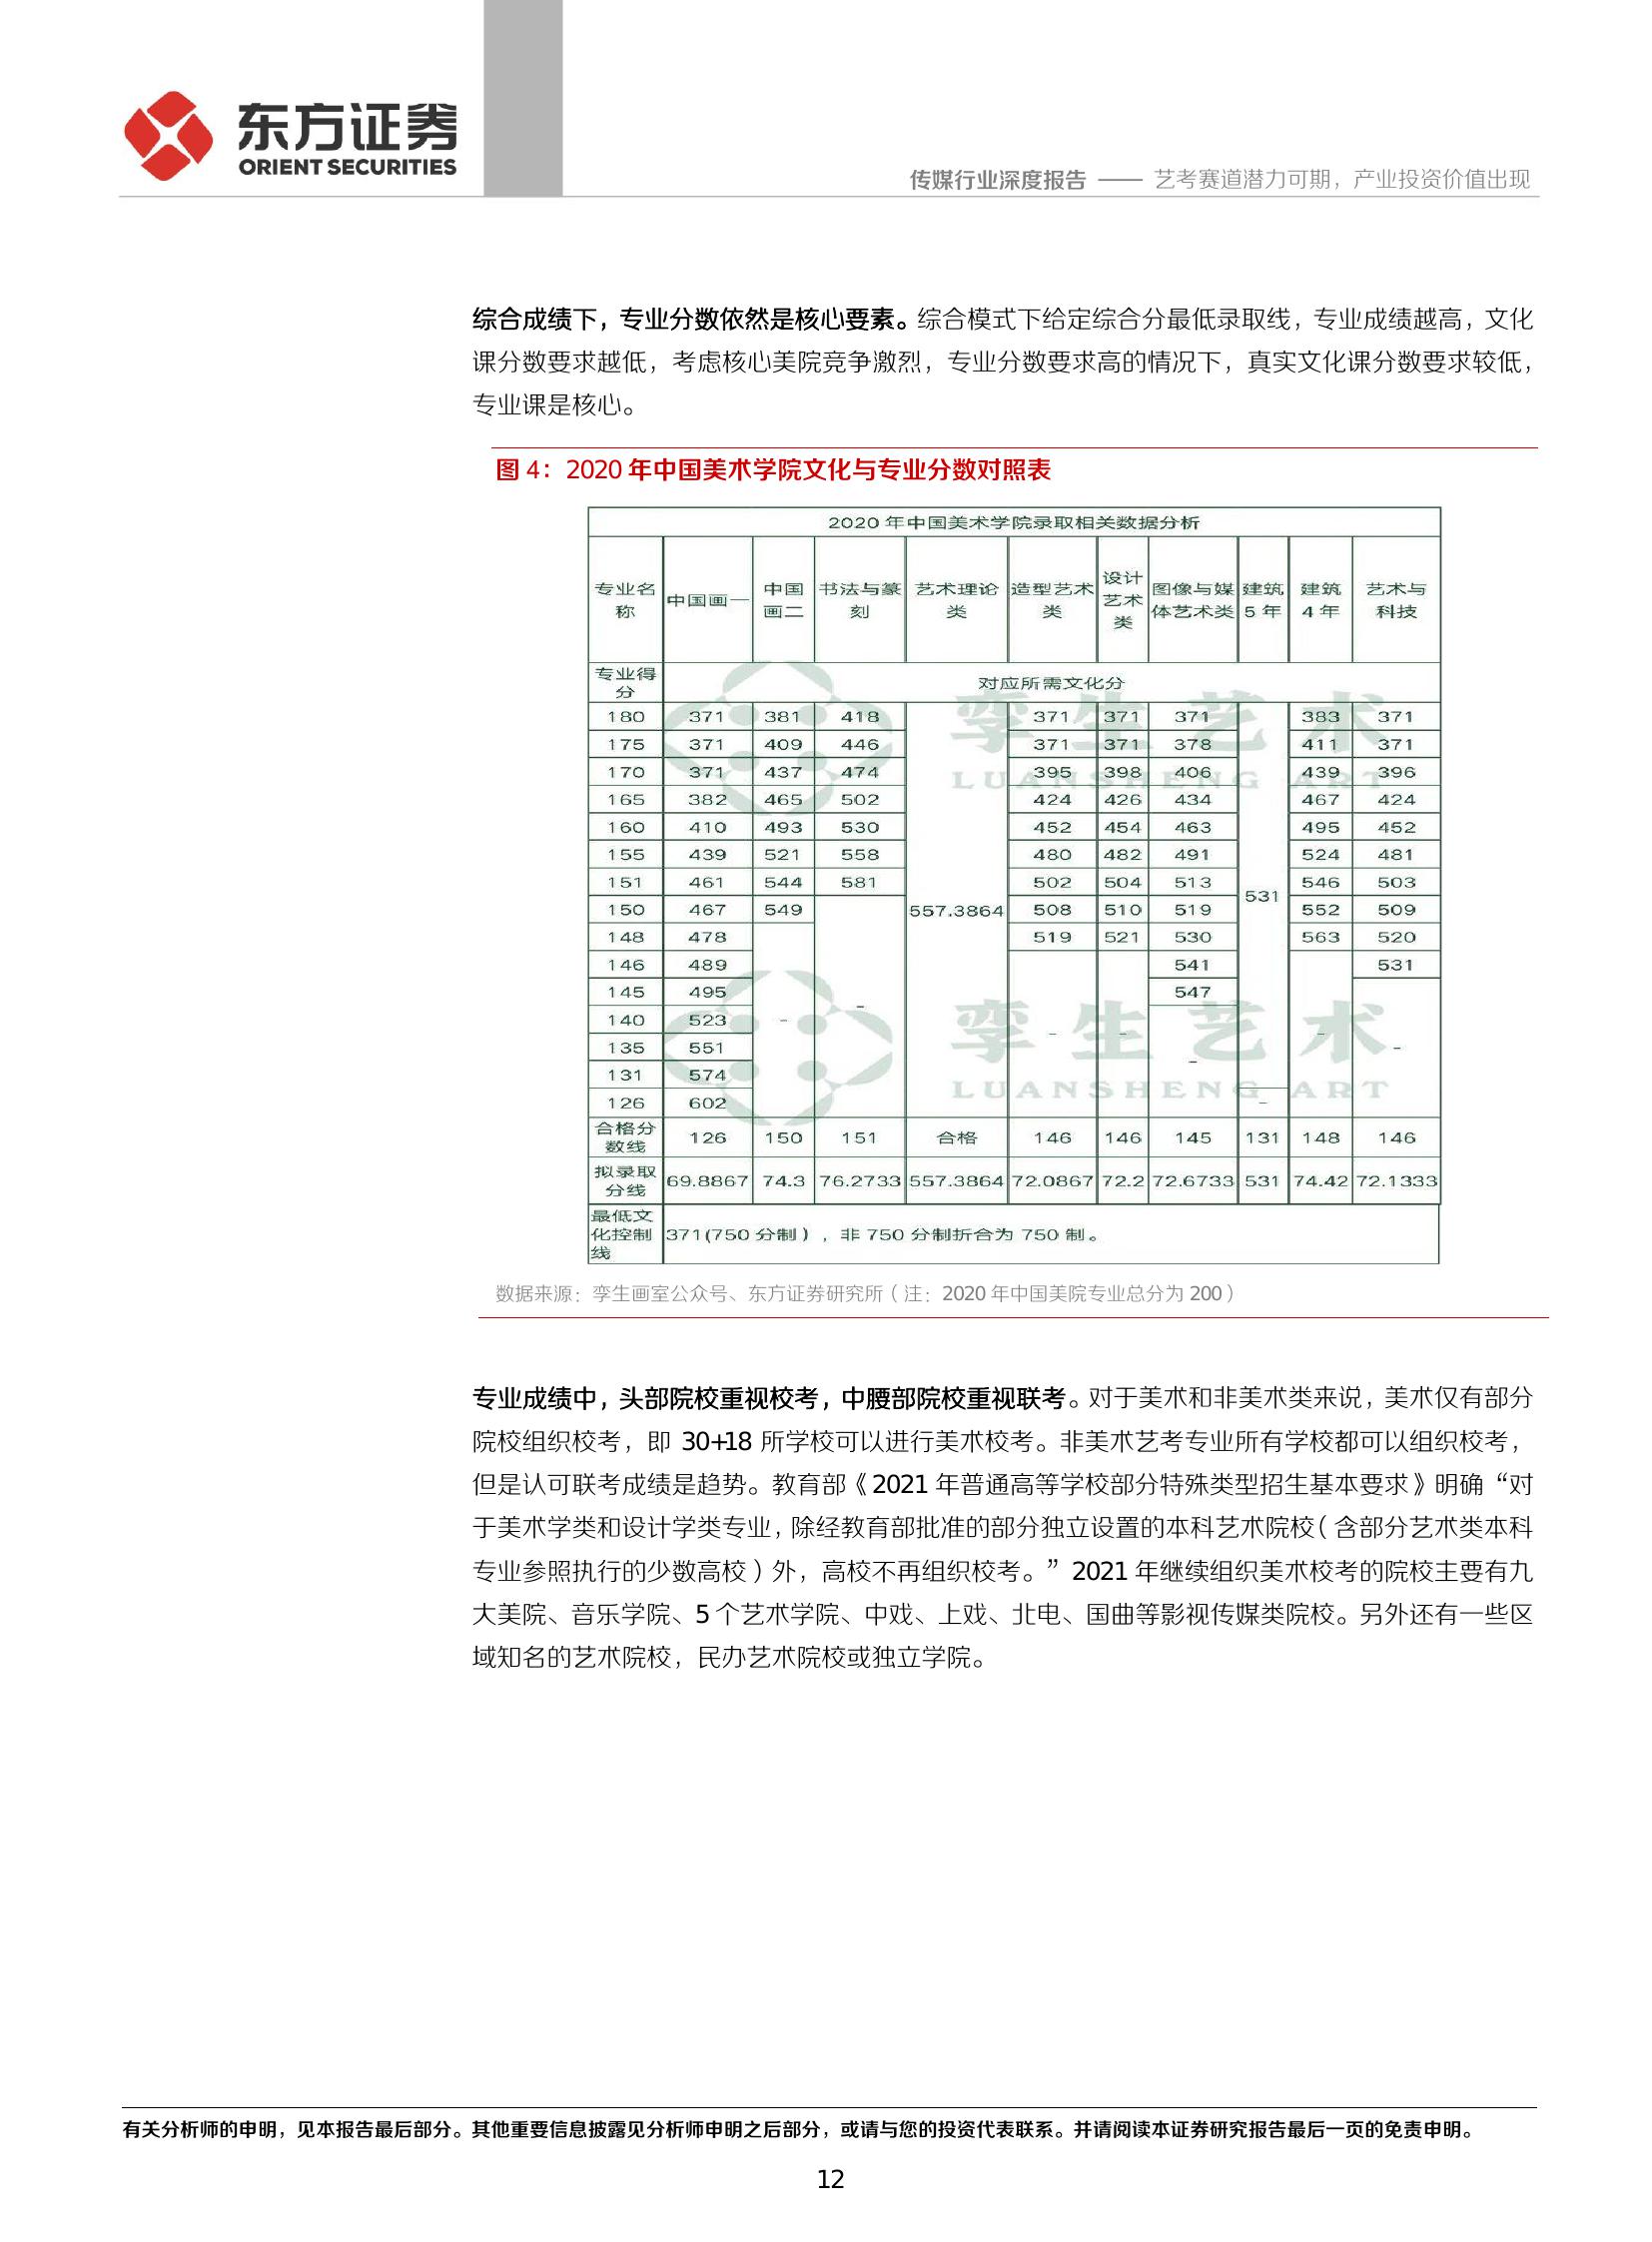 东方证券
ORIENT SECURITIES
传媒行业深度报告 —— 艺考赛道潜力可期，产业投资价值出现
综合成绩下，专业分数依然是核心要素。综合模式下给定综合分最低录取线，专业成绩越高，文化
课分数要求越低，考虑核心美院竞争激烈，专业分数要求高的情况下，真实文化课分数要求较低，
专业课是核心。
图 4：2020 年中国美术学院文化与专业分数对照表
2020 年中国美术学院录取相关数据分析
专业名称 中国画一 中国画二 书法与篆刻 艺术理论类 造型艺术类 设计艺术类 图像与媒体艺术类 建筑5 年 建筑4 年 艺术与科技
专业得分 对应所需文化分
180 371 381 418 371 371 371 383 371
175 371 409 446 371 371 378 411 371
170 371 437 474 395 398 406 439 396
165 382 465 502 424 426 434 467 424
160 410 493 530 452 454 463 495 452
155 439 521 558 480 482 491 524 481
151 461 544 581 502 504 513 546 503
531
150 467 549 557.3864 508 510 519 552 509
148 478 519 521 530 563 520
146 489 541 531
145 495 547
140 523 – – – – –
135 551 – –
131 574
126 602 –
合格分数线 126 150 151 合格 146 146 145 131 148 146
拟录取分线 69.8867 74.3 76.2733 557.3864 72.0867 72.2 72.6733 531 74.42 72.1333
最低文化控制线 371(750 分制），非 750 分制折合为 750 制。
孪生艺术
LUANSHENG ART
孪生艺术
LUANSHENG ART
数据来源：孪生画室公众号、东方证券研究所（注：2020 年中国美院专业总分为 200）
专业成绩中，头部院校重视校考，中腰部院校重视联考。对于美术和非美术类来说，美术仅有部分
院校组织校考，即 30+18 所学校可以进行美术校考。非美术艺考专业所有学校都可以组织校考，
但是认可联考成绩是趋势。教育部《2021 年普通高等学校部分特殊类型招生基本要求》明确“对
于美术学类和设计学类专业，除经教育部批准的部分独立设置的本科艺术院校（含部分艺术类本科
专业参照执行的少数高校）外，高校不再组织校考。”2021 年继续组织美术校考的院校主要有九
大美院、音乐学院、5 个艺术学院、中戏、上戏、北电、国曲等影视传媒类院校。另外还有一些区
域知名的艺术院校，民办艺术院校或独立学院。
有关分析师的申明，见本报告最后部分。其他重要信息披露见分析师申明之后部分，或请与您的投资代表联系。并请阅读本证券研究报告最后一页的免责申明。
12